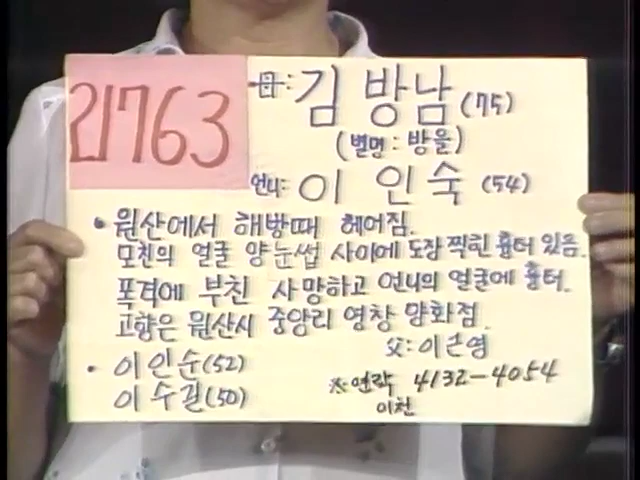 21763
母: 김방남 (75)
(별명: 방울)
언니: 이인숙 (54)
• 원산에서 해방때 헤어짐.
모친의 얼굴 양눈썹 사이에 도장 찍힌 흉터 있음.
폭격에 부친 사망하고 언니의 얼굴에 흉터.
고향은 원산시 중앙리 영창 양화점.
父: 이근영
• 이인순(52)
이수길(50)
※ 연락 4132-4054
이천